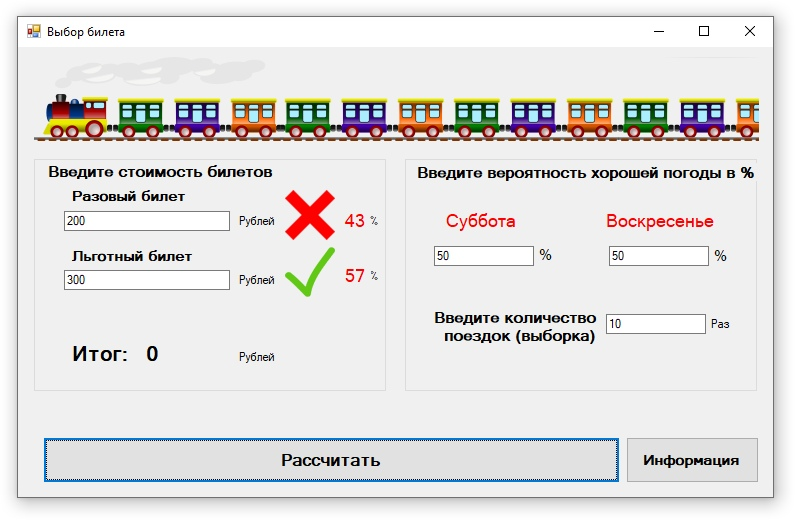 Выбор билета
Введите стоимость билетов
Разовый билет
200 Рублей 43 %
Льготный билет
300 Рублей 57 %
Итог: 0 Рублей
Введите вероятность хорошей погоды в %
Суббота Воскресенье
50 % 50 %
Введите количество
поездок (выборка) 10 Раз
Рассчитать
Информация